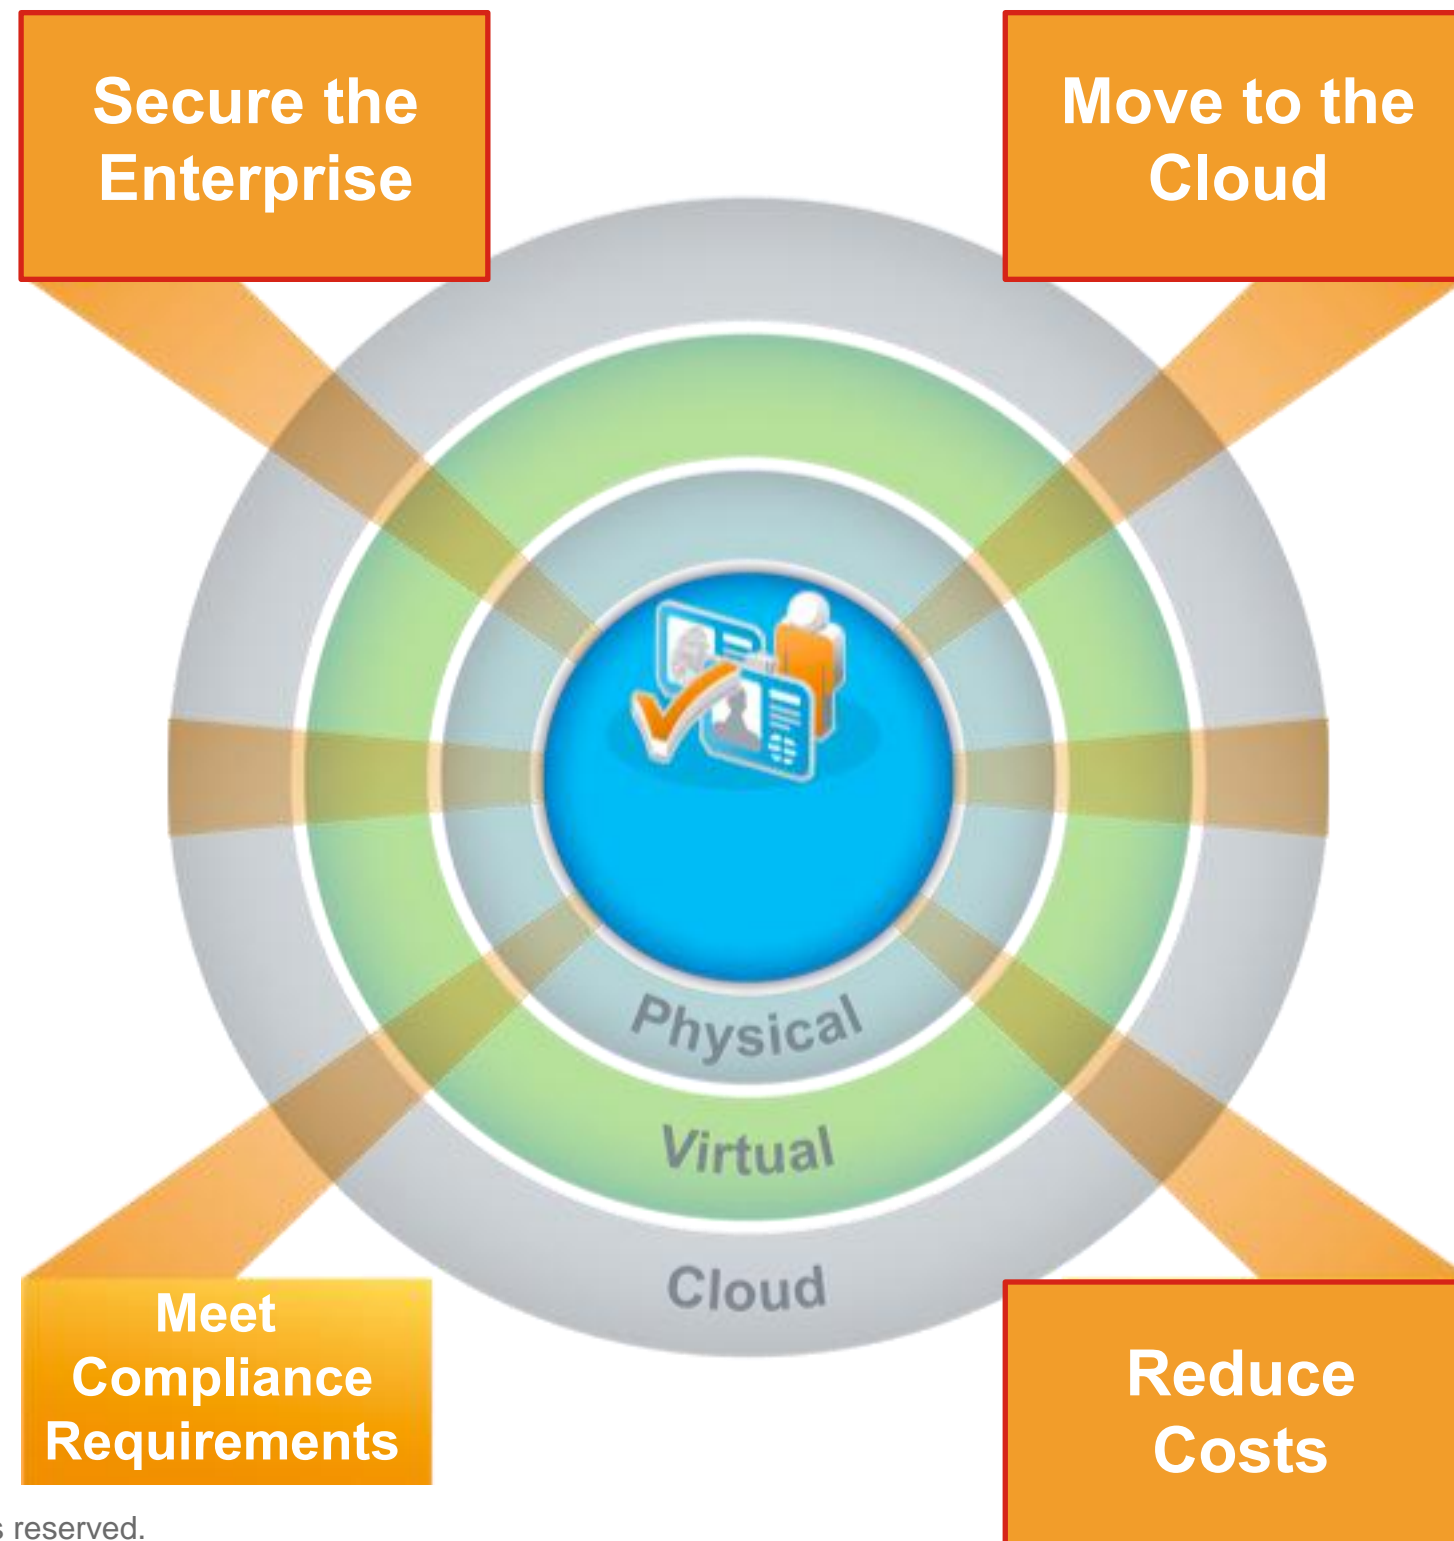 Secure the
Enterprise
Move to the
Cloud
Physical
Virtual
Cloud
Meet
Compliance
Requirements
Reduce
Costs
reserved.